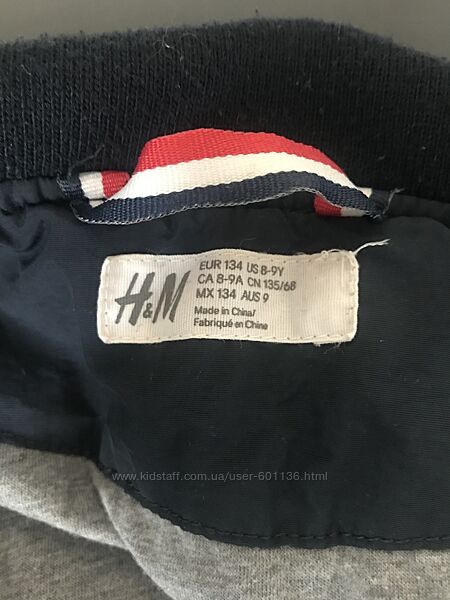 H&M
EUR 134 US 8-9Y
CA 8-9A CN 135/68
MX 134 AUS 9
Made in China/
Fabriqué en Chine
www.kidstaff.com.ua/user-601136.html